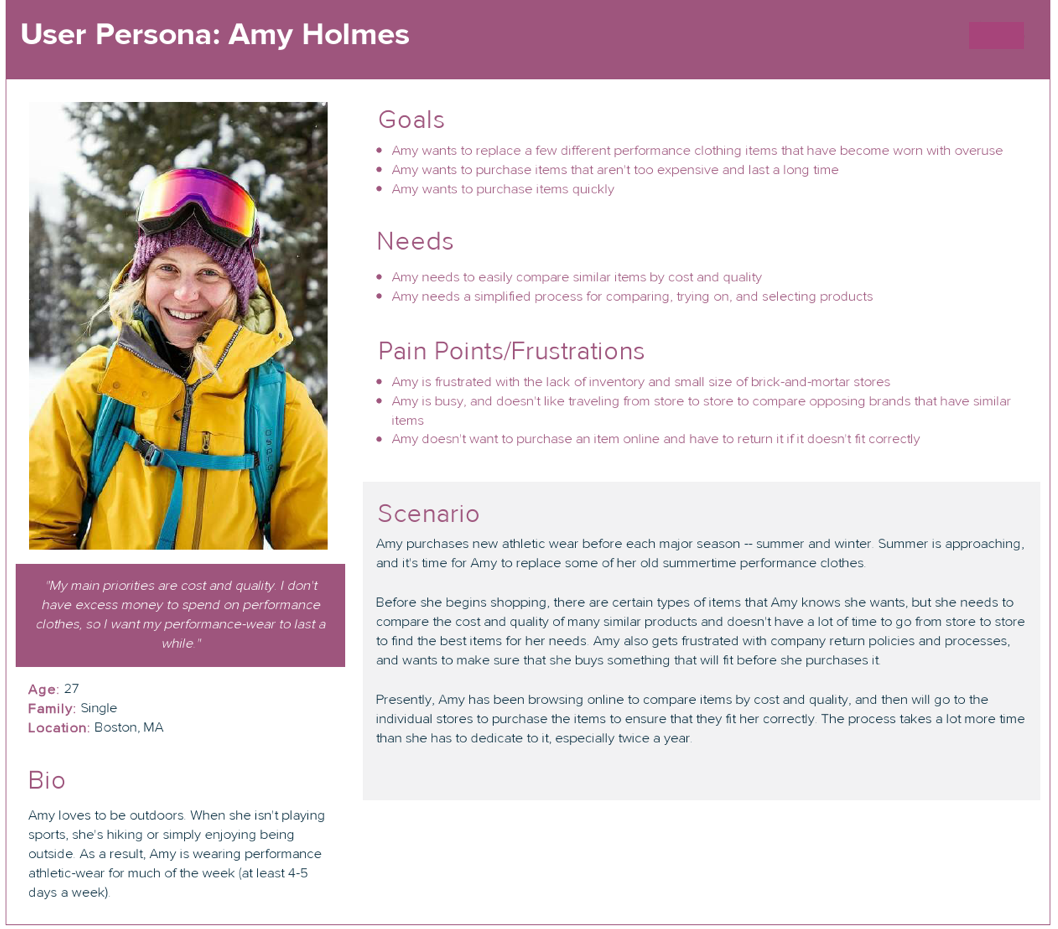 User Persona: Amy Holmes
Goals
Amy wants to replace a few different performance clothing items that have become worn with overuse
Amy wants to purchase items that aren't too expensive and last a long time
Amy wants to purchase items quickly
Needs
Amy needs to easily compare similar items by cost and quality
Amy needs a simplified process for comparing, trying on, and selecting products
Pain Points/Frustrations
Amy is frustrated with the lack of inventory and small size of brick-and-mortar stores
Amy is busy, and doesn't like traveling from store to store to compare opposing brands that have similar
items
Amy doesn't want to purchase an item online and have to return it if it doesn't fit correctly
Scenario
Amy purchases new athletic wear before each major season -- summer and winter. Summer is approaching,
and it's time for Amy to replace some of her old summertime performance clothes.
Before she begins shopping, there are certain types of items that Amy knows she wants, but she needs to
compare the cost and quality of many similar products and doesn't have a lot of time to go from store to store
to find the best items for her needs. Amy also gets frustrated with company return policies and processes,
and wants to make sure that she buys something that will fit before she purchases it.
Presently, Amy has been browsing online to compare items by cost and quality, and then will go to the
individual stores to purchase the items to ensure that they fit her correctly. The process takes a lot more time
than she has to dedicate to it, especially twice a year.
osprey
"My main priorities are cost and quality. I don't
have excess money to spend on performance
clothes, so I want my performance-wear to last a
while."
Age: 27
Family: Single
Location: Boston, MA
Bio
Amy loves to be outdoors. When she isn't playing
sports, she's hiking or simply enjoying being
outside. As a result, Amy is wearing performance
athletic-wear for much of the week (at least 4-5
days a week).